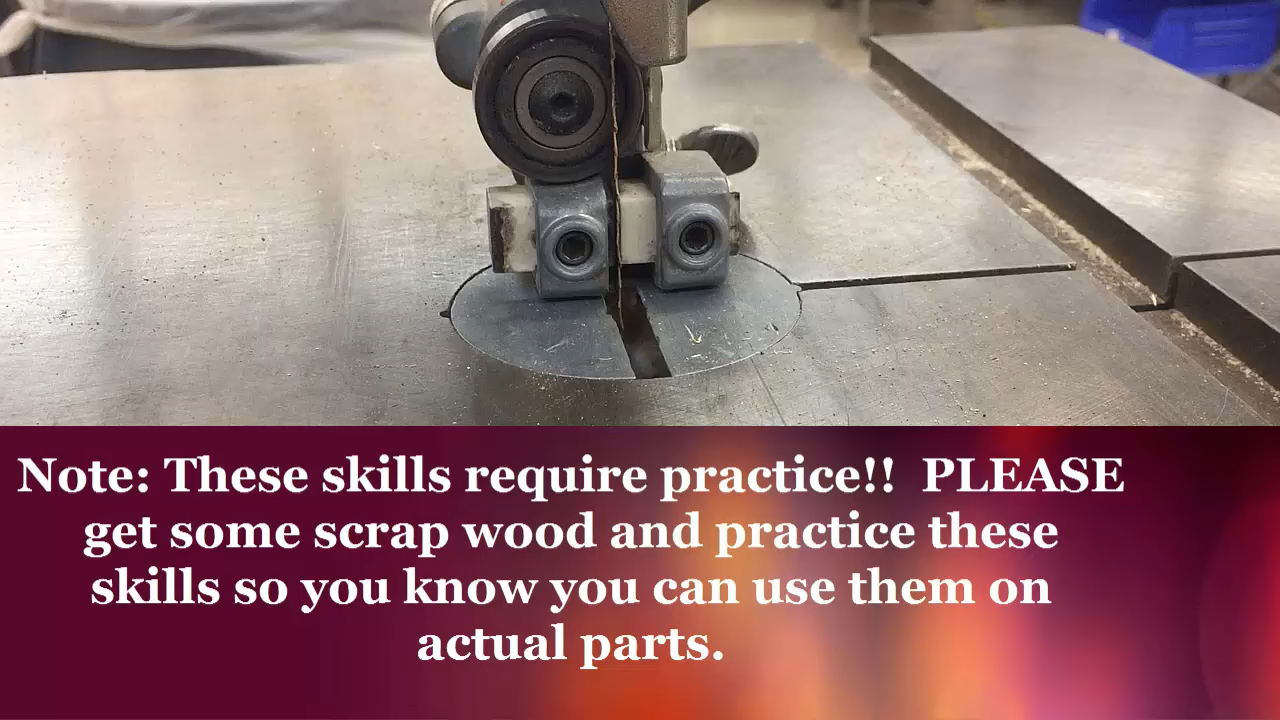 Note: These skills require practice!!  PLEASE
get some scrap wood and practice these
skills so you know you can use them on
actual parts.